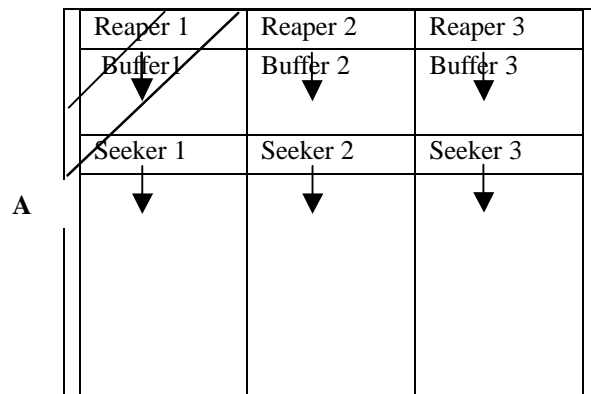 Reaper 1 Reaper 2 Reaper 3
Buffer1 Buffer 2 Buffer 3
Seeker 1 Seeker 2 Seeker 3
A